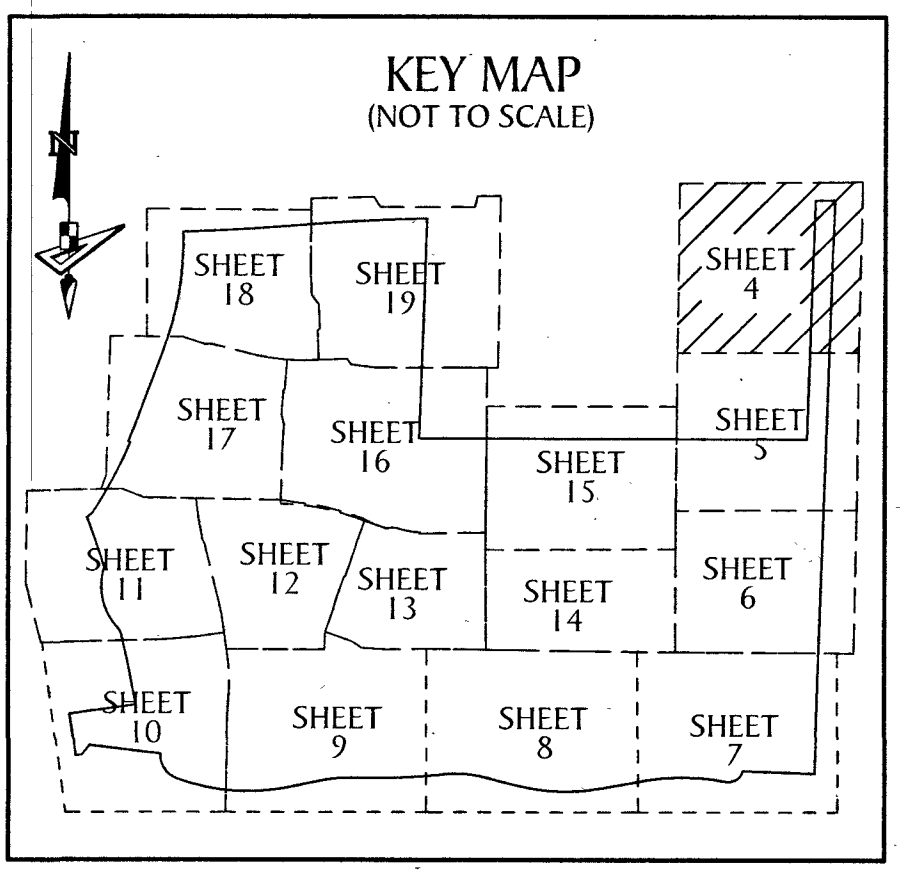 KEY MAP
(NOT TO SCALE)
N
SHEET
18
SHEET
19
SHEET
4
SHEET
17
SHEET
16
SHEET
15
SHEET
5
SHEET
11
SHEET
12
SHEET
13
SHEET
14
SHEET
6
SHEET
10
SHEET
9
SHEET
8
SHEET
7